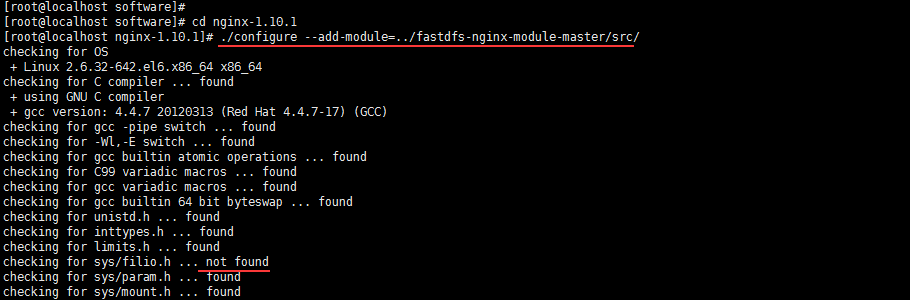 [root@localhost software]#
[root@localhost software]# cd nginx-1.10.1
[root@localhost nginx-1.10.1]# ./configure --add-module=../fastdfs-nginx-module-master/src/
checking for OS
 + Linux 2.6.32-642.el6.x86_64 x86_64
checking for C compiler ... found
 + using GNU C compiler
 + gcc version: 4.4.7 20120313 (Red Hat 4.4.7-17) (GCC)
checking for gcc -pipe switch ... found
checking for -Wl,-E switch ... found
checking for gcc builtin atomic operations ... found
checking for C99 variadic macros ... found
checking for gcc variadic macros ... found
checking for gcc builtin 64 bit byteswap ... found
checking for unistd.h ... found
checking for inttypes.h ... found
checking for limits.h ... found
checking for sys/filio.h ... not found
checking for sys/param.h ... found
checking for sys/mount.h ... found